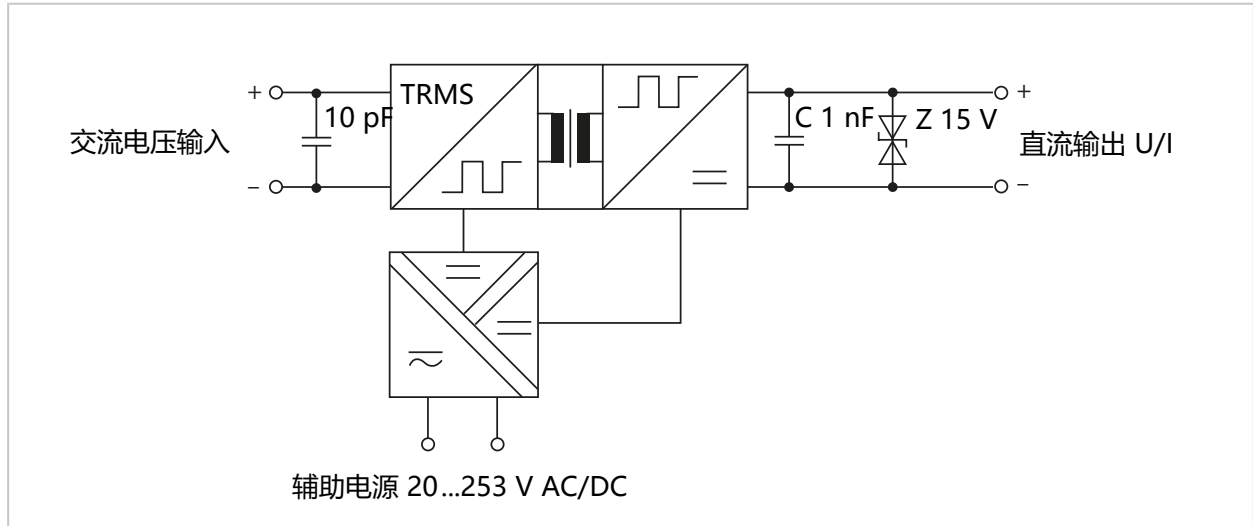 TRMS
+
10 pF
交流电压输入
−
C 1 nF
Z 15 V
+
直流输出 U/I
−
辅助电源 20...253 V AC/DC